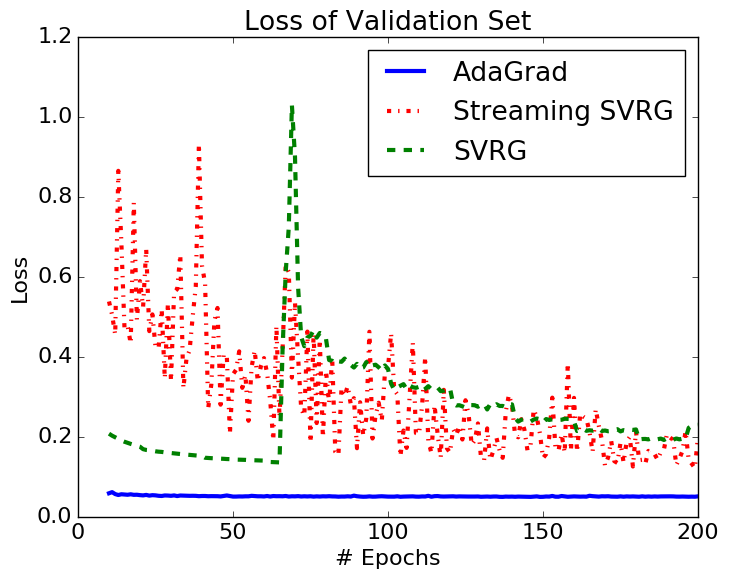 Loss of Validation Set
1.2
1.0
0.8
0.6
0.4
0.2
0.0
Loss
AdaGrad
Streaming SVRG
SVRG
0 50 100 150 200
# Epochs